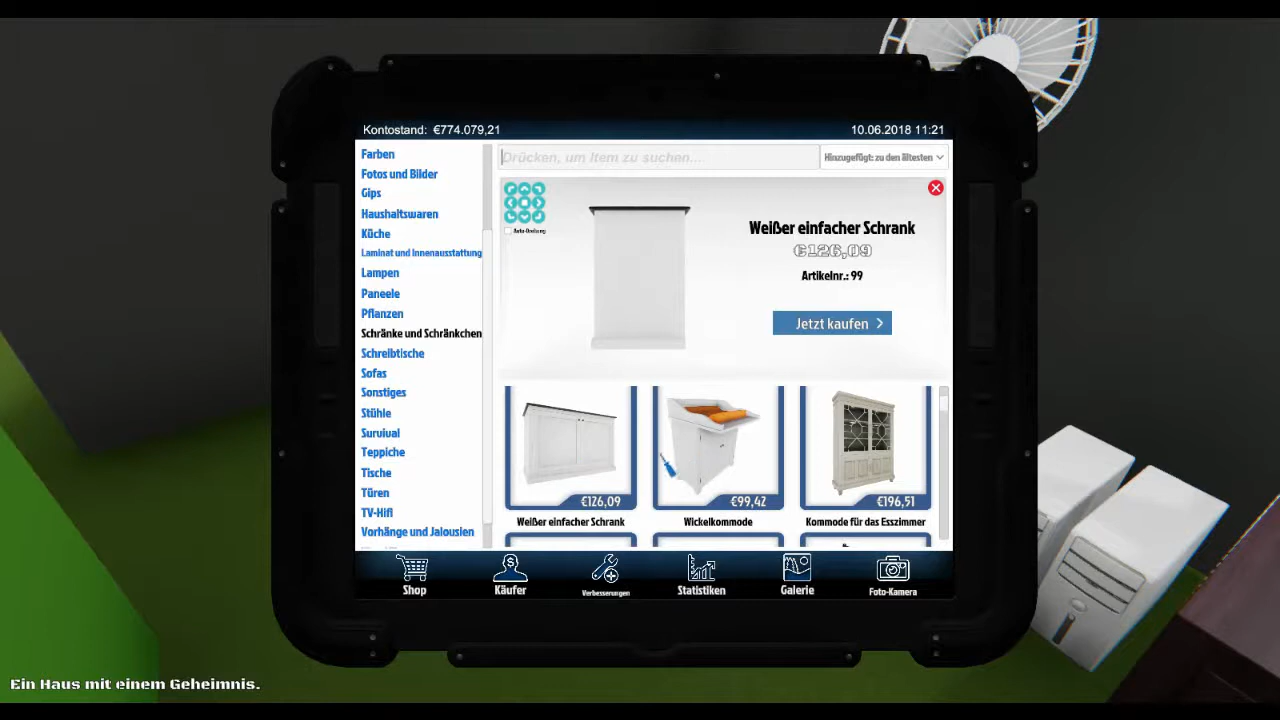 Kontostand: €774.079,21
10.06.2018 11:21
Drücken, um Item zu suchen...
Hinzugefügt: zu den ältesten
Farben
Fotos und Bilder
Gips
Haushaltswaren
Küche
Laminat und Innenausstattung
Lampen
Paneele
Pflanzen
Schränke und Schränkchen
Schreibtische
Sofas
Sonstiges
Stühle
Survival
Teppiche
Tische
Türen
TV-Hifi
Vorhänge und Jalousien
Weißer einfacher Schrank
€126,09
Artikelnr.: 99
Jetzt kaufen
€126,09
€99,42
€196,51
Weißer einfacher Schrank
Wickelkommode
Kommode für das Esszimmer
Shop
Käufer
Verbesserungen
Statistiken
Galerie
Foto-Kamera
Ein Haus mit einem Geheimnis.